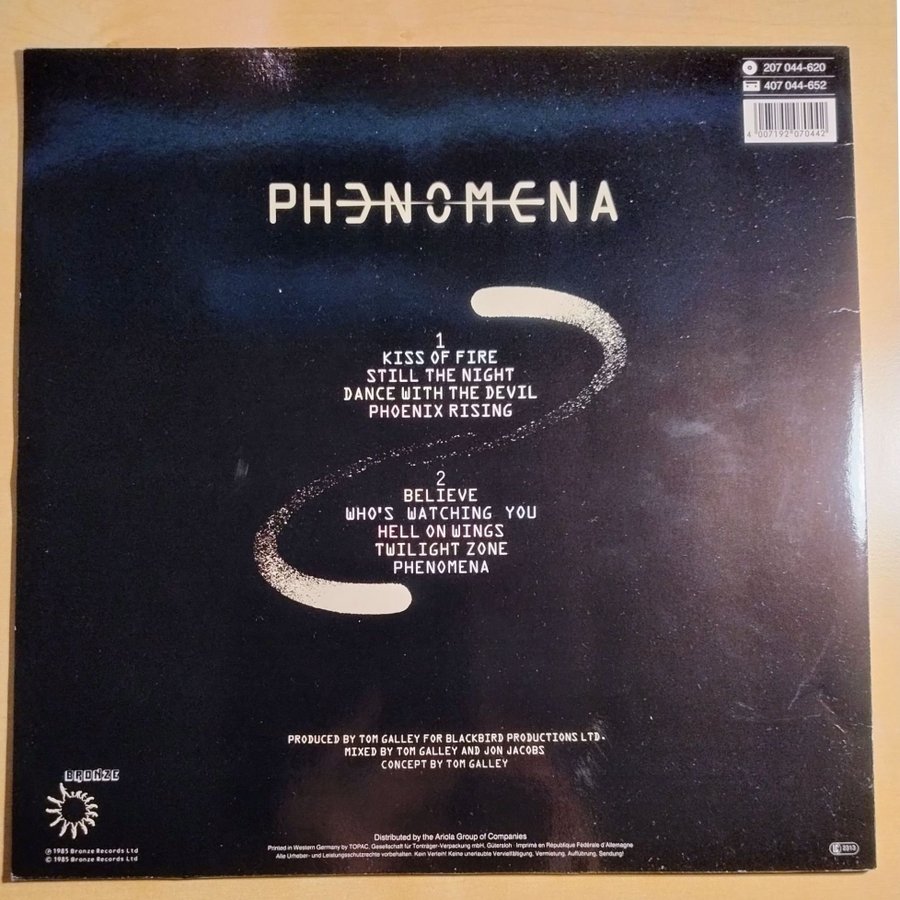 207 044-620
407 044-652
4 007192 070442
PHENOMENA
1
KISS OF FIRE
STILL THE NIGHT
DANCE WITH THE DEVIL
PHOENIX RISING
2
BELIEVE
WHO'S WATCHING YOU
HELL ON WINGS
TWILIGHT ZONE
PHENOMENA
PRODUCED BY TOM GALLEY FOR BLACKBIRD PRODUCTIONS LTD.
MIXED BY TOM GALLEY AND JON JACOBS
CONCEPT BY TOM GALLEY
BRONZE
℗ 1985 Bronze Records Ltd
© 1985 Bronze Records Ltd
Distributed by the Ariola Group of Companies
Printed in Western Germany by TOPAC, Gesellschaft für Tonträger-Verpackung mbH, Gütersloh · Imprimé en République Fédérale d'Allemagne
Alle Urheber- und Leistungsschutzrechte vorbehalten. Kein Verleih! Keine unerlaubte Vervielfältigung, Vermietung, Aufführung, Sendung!
LC 2313